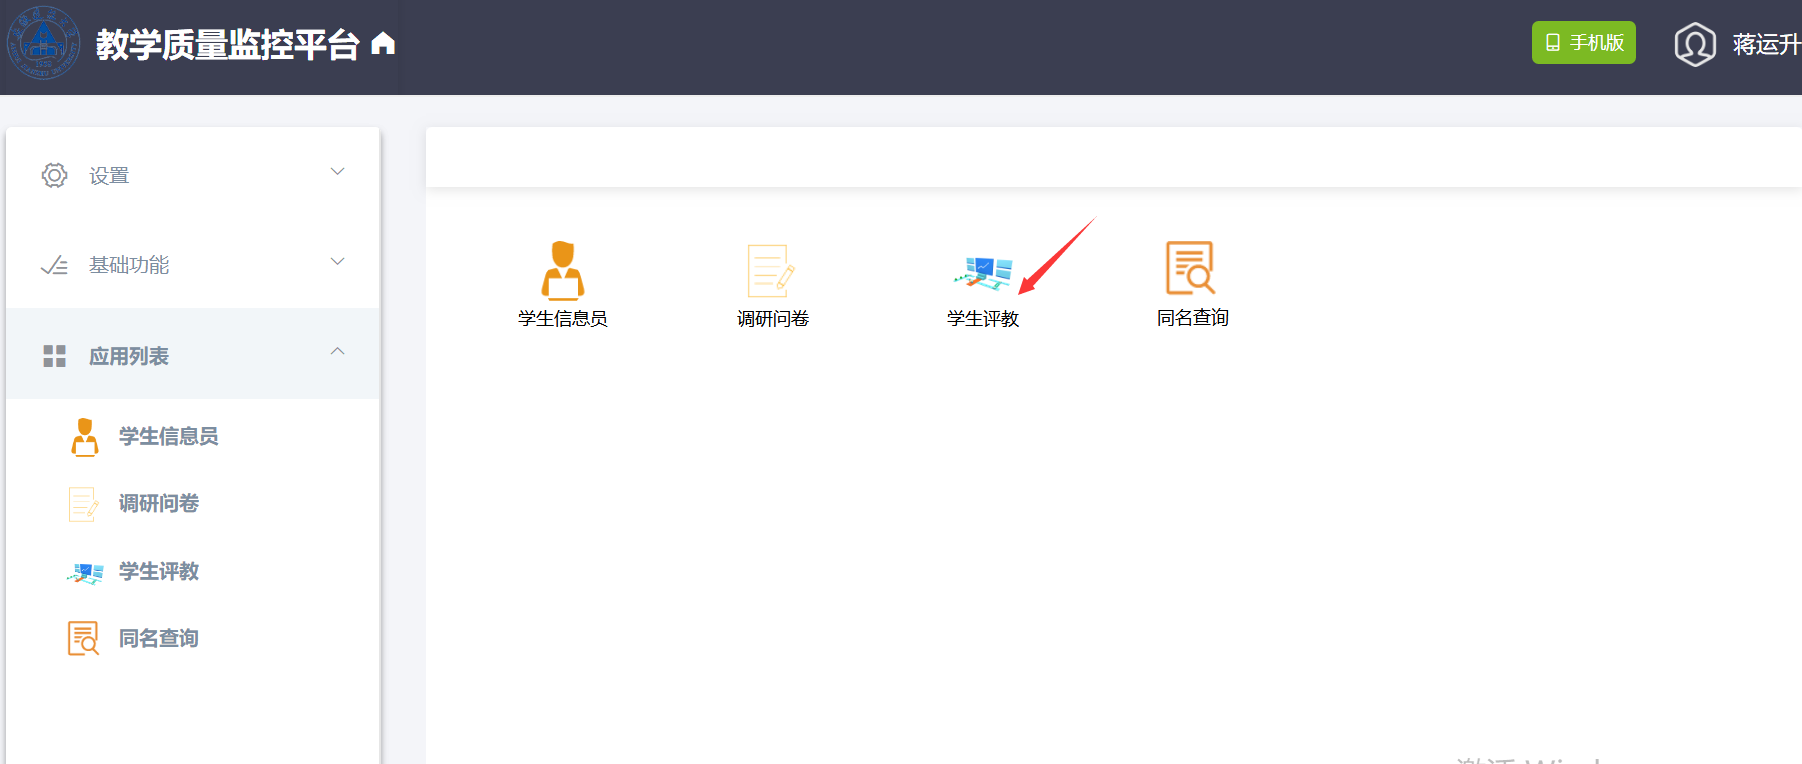 教学质量监控平台
手机版
蒋运升
设置
基础功能
应用列表
学生信息员
调研问卷
学生评教
同名查询
学生信息员
调研问卷
学生评教
同名查询